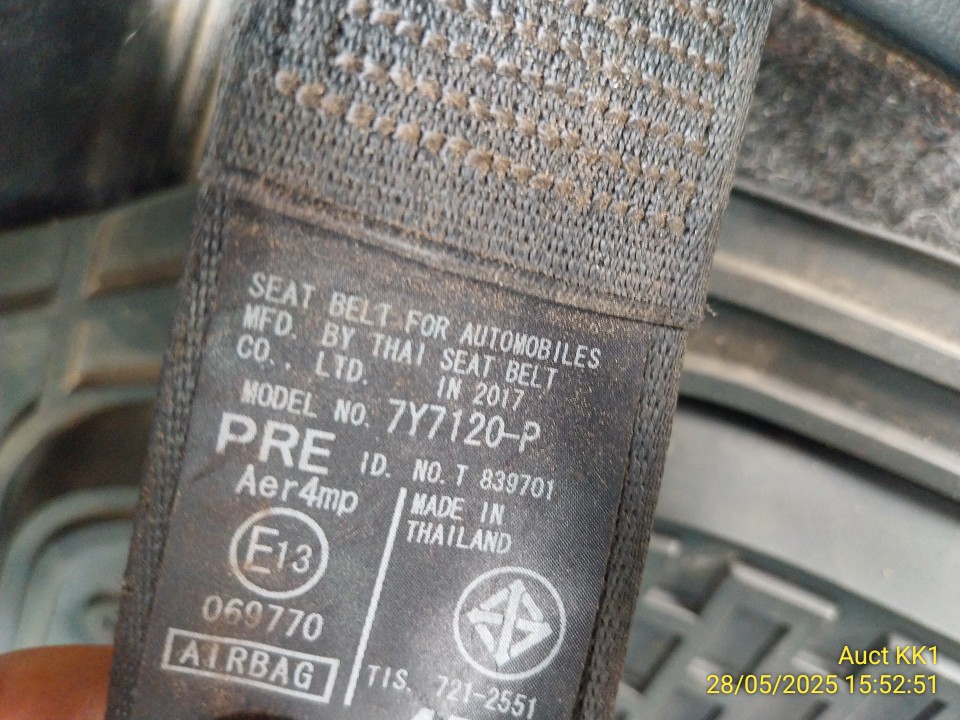 SEAT BELT FOR AUTOMOBILES
MFD. BY THAI SEAT BELT
CO., LTD. IN 2017
MODEL NO. 7Y7120-P
PRE ID. NO. T 839701
Aer4mp
MADE IN
THAILAND
E13
069770
AIRBAG
TIS. 721-2551
Auct KK1
28/05/2025 15:52:51